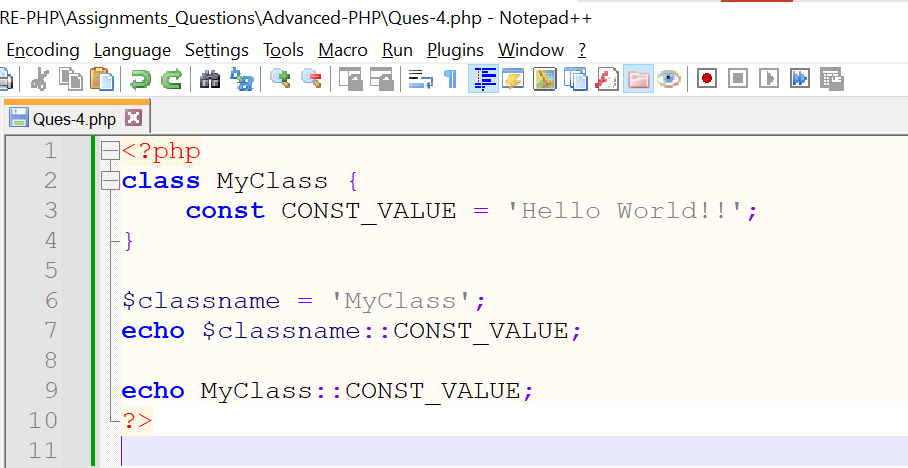 RE-PHP\Assignments_Questions\Advanced-PHP\Ques-4.php - Notepad++
Encoding Language Settings Tools Macro Run Plugins Window ?
Ques-4.php
1 <?php
2 class MyClass {
3     const CONST_VALUE = 'Hello World!!';
4 }
5
6 $classname = 'MyClass';
7 echo $classname::CONST_VALUE;
8
9 echo MyClass::CONST_VALUE;
10 ?>
11